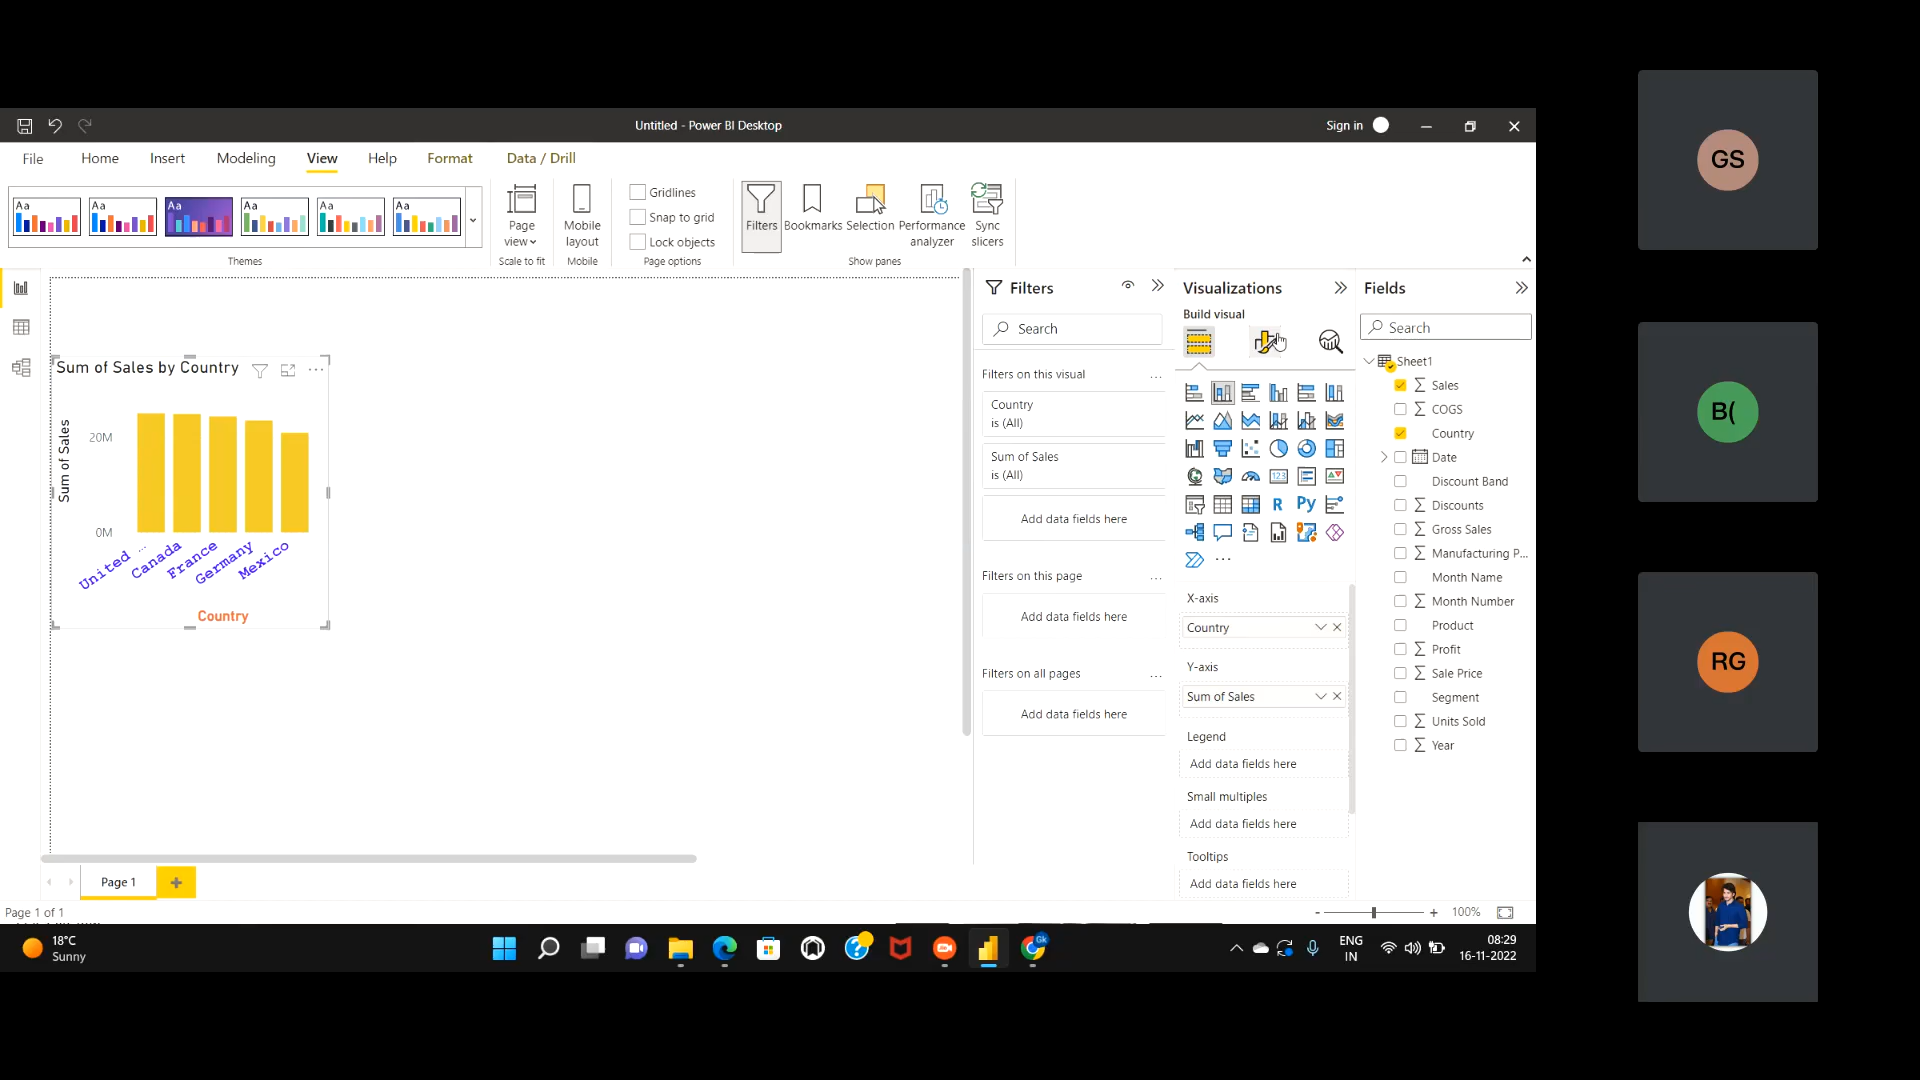 Untitled - Power BI Desktop
Sign in
File Home Insert Modeling View Help Format Data / Drill
Aa Aa Aa Aa Aa Aa
Themes
Page view
Scale to fit
Mobile layout
Mobile
Gridlines
Snap to grid
Lock objects
Page options
Filters
Bookmarks
Selection
Performance analyzer
Sync slicers
Show panes
Sum of Sales by Country
Sum of Sales
20M
0M
United ...
Canada
France
Germany
Mexico
Country
Filters
Search
Filters on this visual ...
Country
is (All)
Sum of Sales
is (All)
Add data fields here
Filters on this page ...
Add data fields here
Filters on all pages ...
Add data fields here
Visualizations
Build visual
123
R Py
...
X-axis
Country
Y-axis
Sum of Sales
Legend
Add data fields here
Small multiples
Add data fields here
Tooltips
Add data fields here
Fields
Search
Sheet1
Sales
COGS
Country
Date
Discount Band
Discounts
Gross Sales
Manufacturing P...
Month Name
Month Number
Product
Profit
Sale Price
Segment
Units Sold
Year
Page 1
Page 1 of 1
- + 100%
18°C
Sunny
Gk
ENG
IN
08:29
16-11-2022
GS
B(
RG